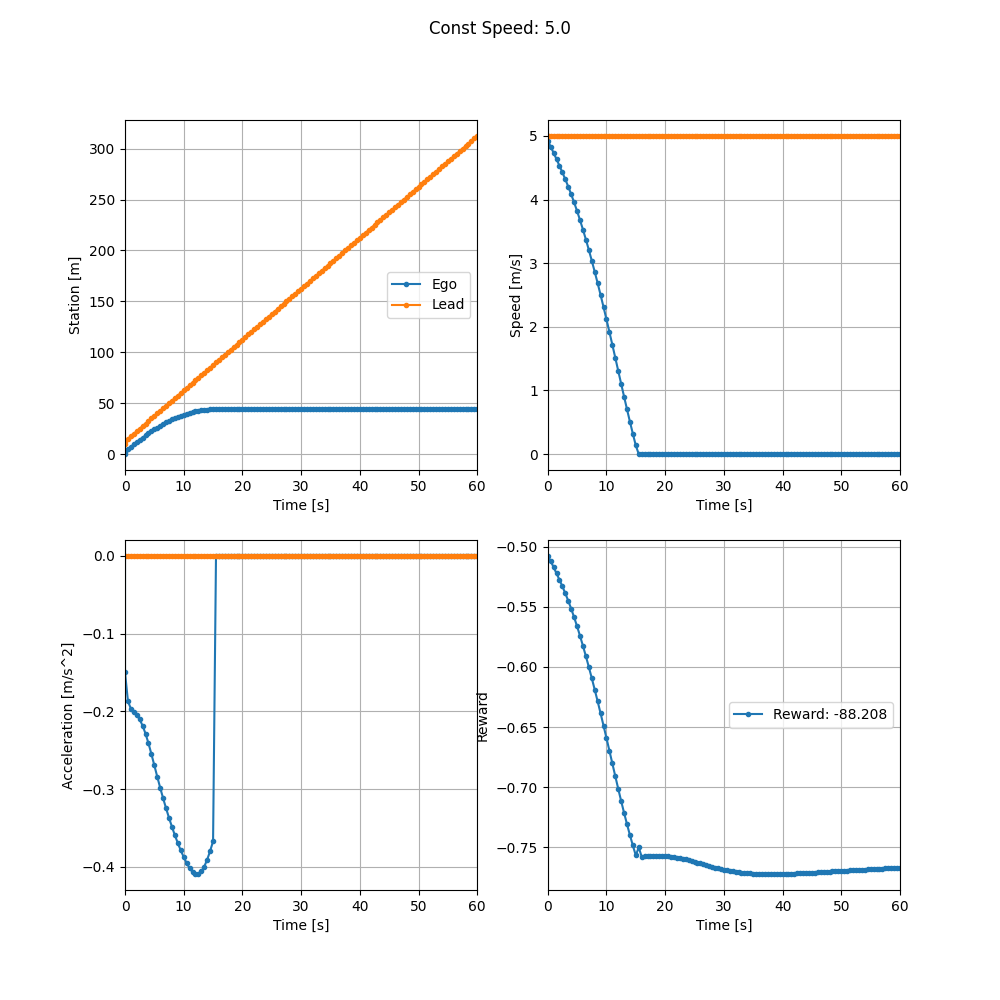 Const Speed: 5.0
300
250
200
150
100
50
0
Station [m]
Ego
Lead
0 10 20 30 40 50 60
Time [s]
5
4
3
2
1
0
Speed [m/s]
0 10 20 30 40 50 60
Time [s]
0.0
−0.1
−0.2
−0.3
−0.4
Acceleration [m/s^2]
0 10 20 30 40 50 60
Time [s]
−0.50
−0.55
−0.60
−0.65
−0.70
−0.75
Reward
Reward: -88.208
0 10 20 30 40 50 60
Time [s]